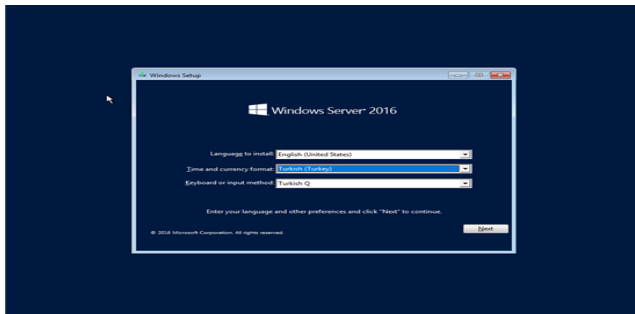 Windows Setup
Windows Server 2016
Language to install: English (United States)
Time and currency format: Turkish (Turkey)
Keyboard or input method: Turkish Q
Enter your language and other preferences and click "Next" to continue.
© 2016 Microsoft Corporation. All rights reserved.
Next